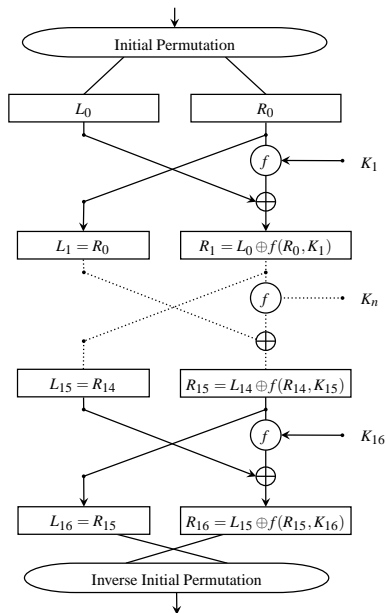 Initial Permutation
L₀ R₀
f K₁
L₁ = R₀ R₁ = L₀ ⊕ f(R₀, K₁)
f Kₙ
L₁₅ = R₁₄ R₁₅ = L₁₄ ⊕ f(R₁₄, K₁₅)
f K₁₆
L₁₆ = R₁₅ R₁₆ = L₁₅ ⊕ f(R₁₅, K₁₆)
Inverse Initial Permutation